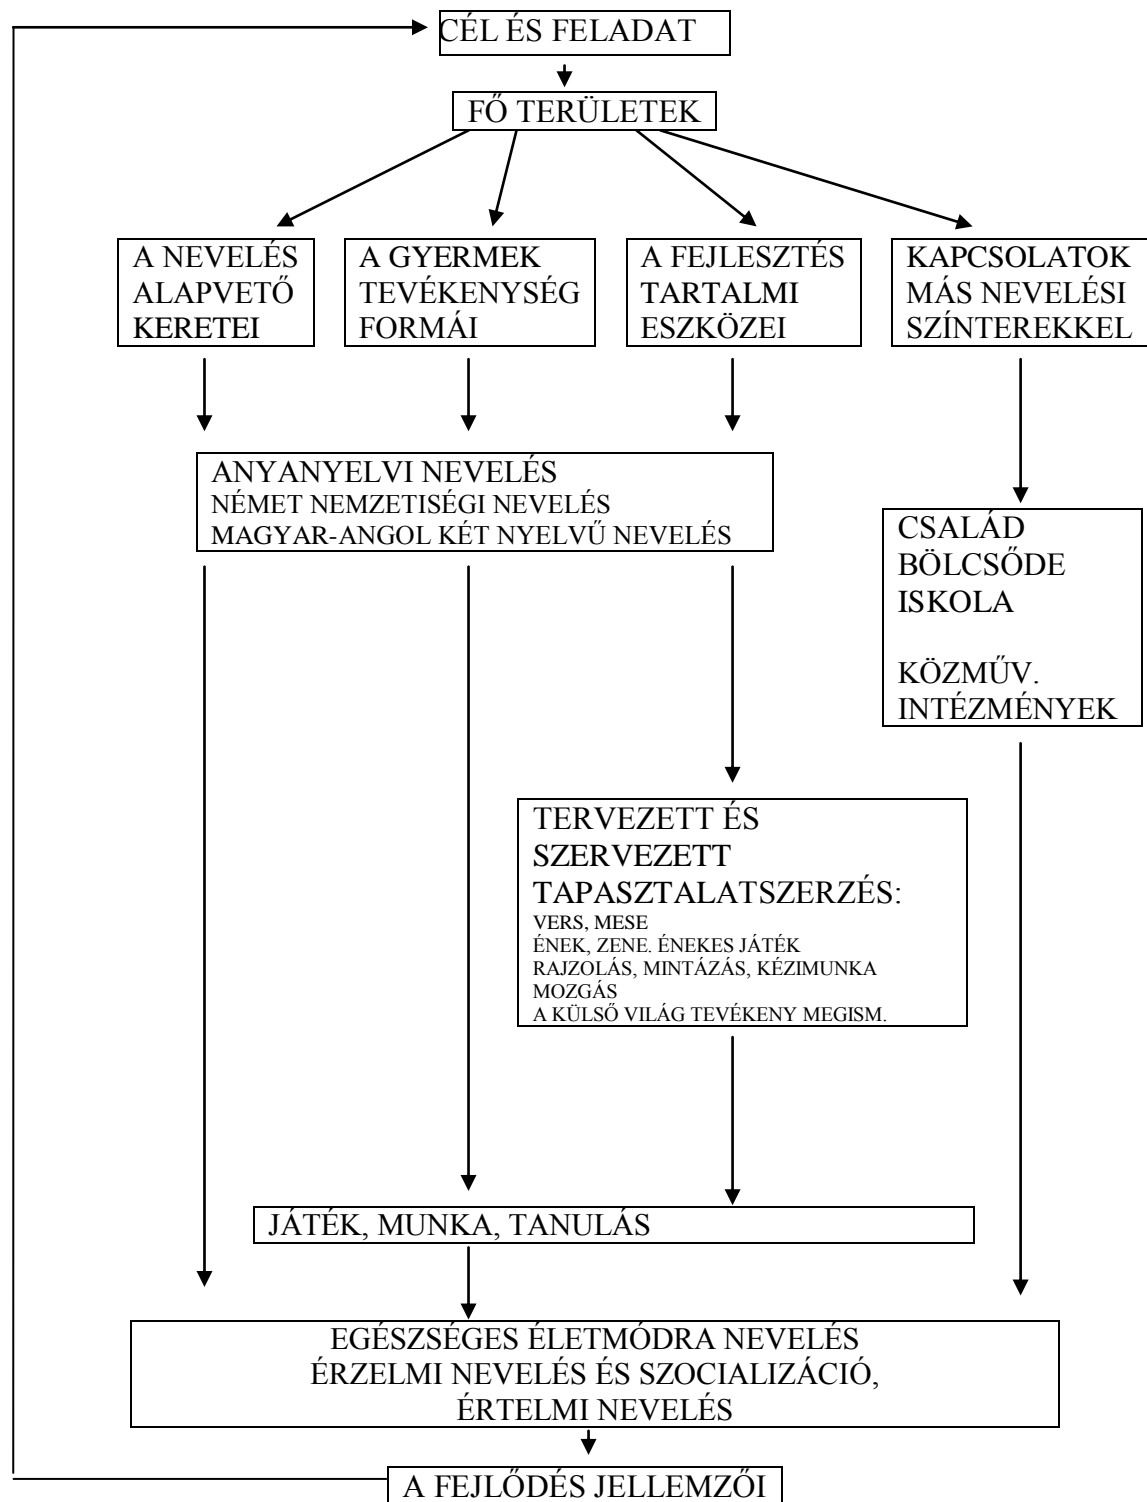 CÉL ÉS FELADAT
FŐ TERÜLETEK
A NEVELÉS
ALAPVETŐ
KERETEI
A GYERMEK
TEVÉKENYSÉG
FORMÁI
A FEJLESZTÉS
TARTALMI
ESZKÖZEI
KAPCSOLATOK
MÁS NEVELÉSI
SZÍNTEREKKEL
ANYANYELVI NEVELÉS
NÉMET NEMZETISÉGI NEVELÉS
MAGYAR-ANGOL KÉT NYELVŰ NEVELÉS
CSALÁD
BÖLCSŐDE
ISKOLA
KÖZMŰV.
INTÉZMÉNYEK
TERVEZETT ÉS
SZERVEZETT
TAPASZTALATSZERZÉS:
VERS, MESE
ÉNEK, ZENE. ÉNEKES JÁTÉK
RAJZOLÁS, MINTÁZÁS, KÉZIMUNKA
MOZGÁS
A KÜLSŐ VILÁG TEVÉKENY MEGISM.
JÁTÉK, MUNKA, TANULÁS
EGÉSZSÉGES ÉLETMÓDRA NEVELÉS
ÉRZELMI NEVELÉS ÉS SZOCIALIZÁCIÓ,
ÉRTELMI NEVELÉS
A FEJLŐDÉS JELLEMZŐI